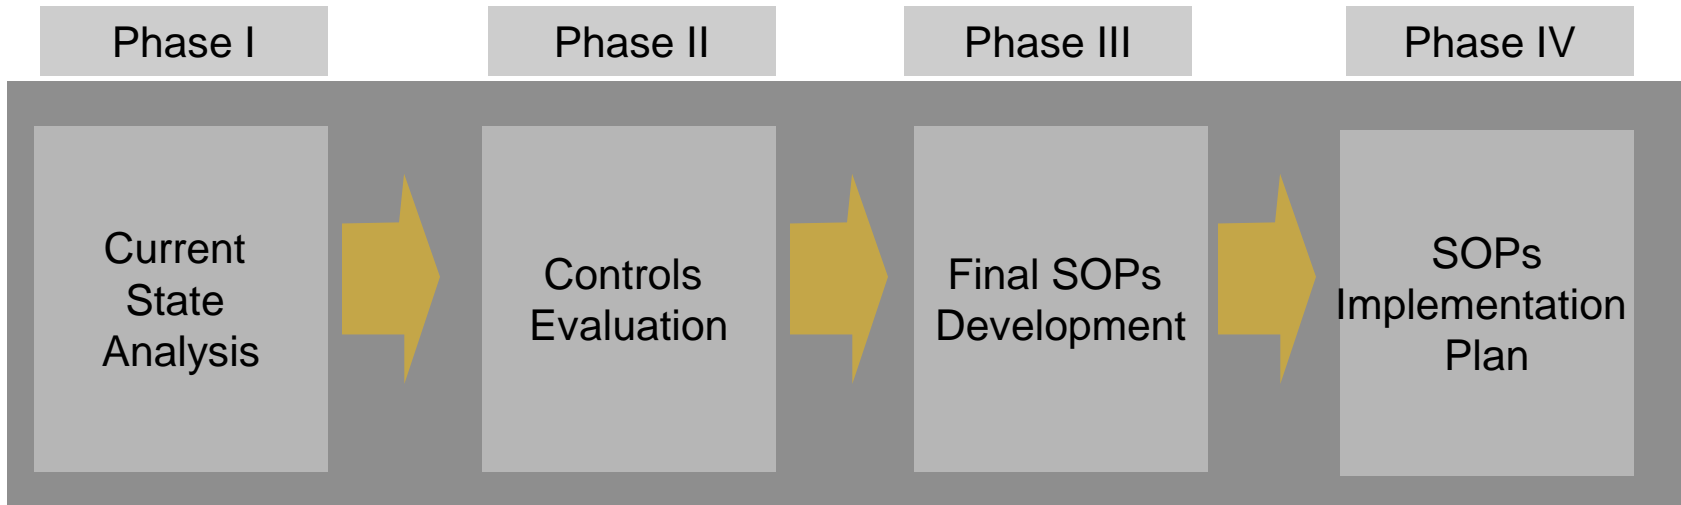 Phase I
Phase II
Phase III
Phase IV
Current
State
Analysis
Controls
Evaluation
Final SOPs
Development
SOPs
Implementation
Plan